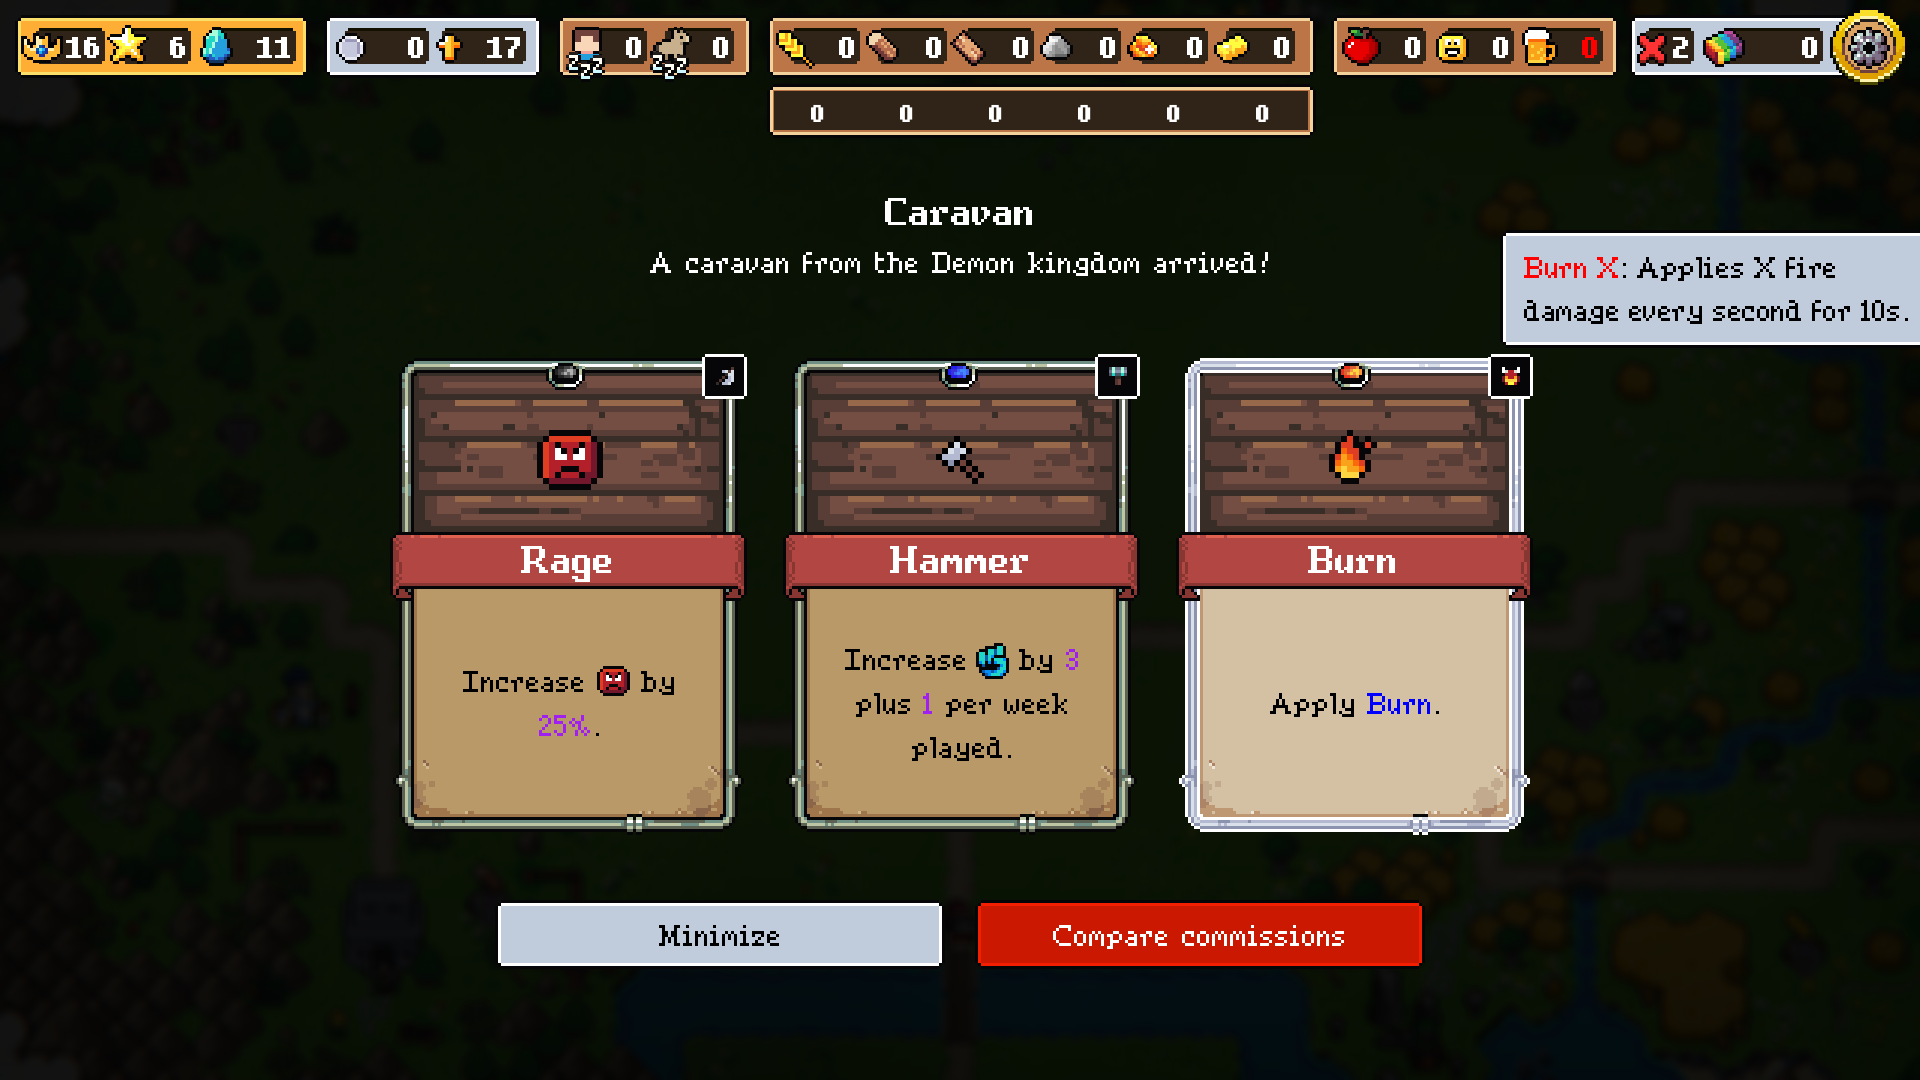 16 6 11 0 17 0 0 0 0 0 0 0 0 0 0 0 2 0
0 0 0 0 0 0
Caravan
A caravan from the Demon kingdom arrived!
Burn X: Applies X fire
damage every second for 10s.
Rage
Increase by
25%.
Hammer
Increase by 3
plus 1 per week
played.
Burn
Apply Burn.
Minimize
Compare commissions